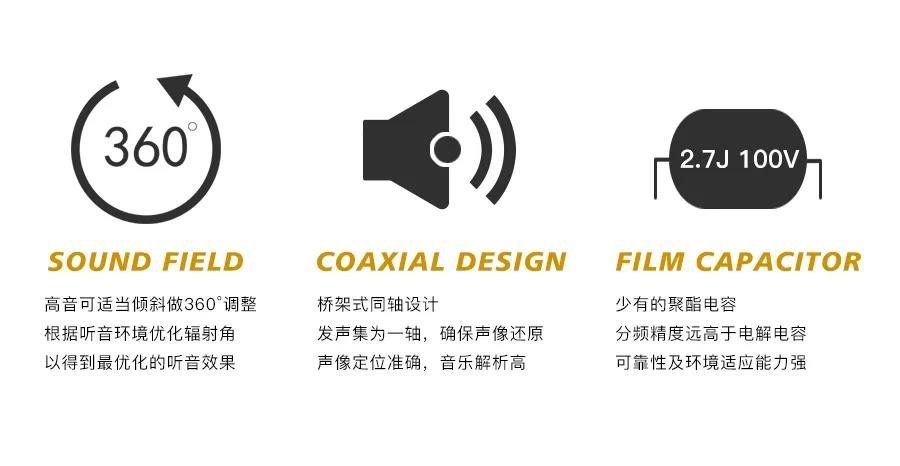 360°
2.7J 100V
SOUND FIELD
高音可适当倾斜做360°调整
根据听音环境优化辐射角
以得到最优化的听音效果
COAXIAL DESIGN
桥架式同轴设计
发声集为一轴，确保声像还原
声像定位准确，音乐解析高
FILM CAPACITOR
少有的聚酯电容
分频精度远高于电解电容
可靠性及环境适应能力强